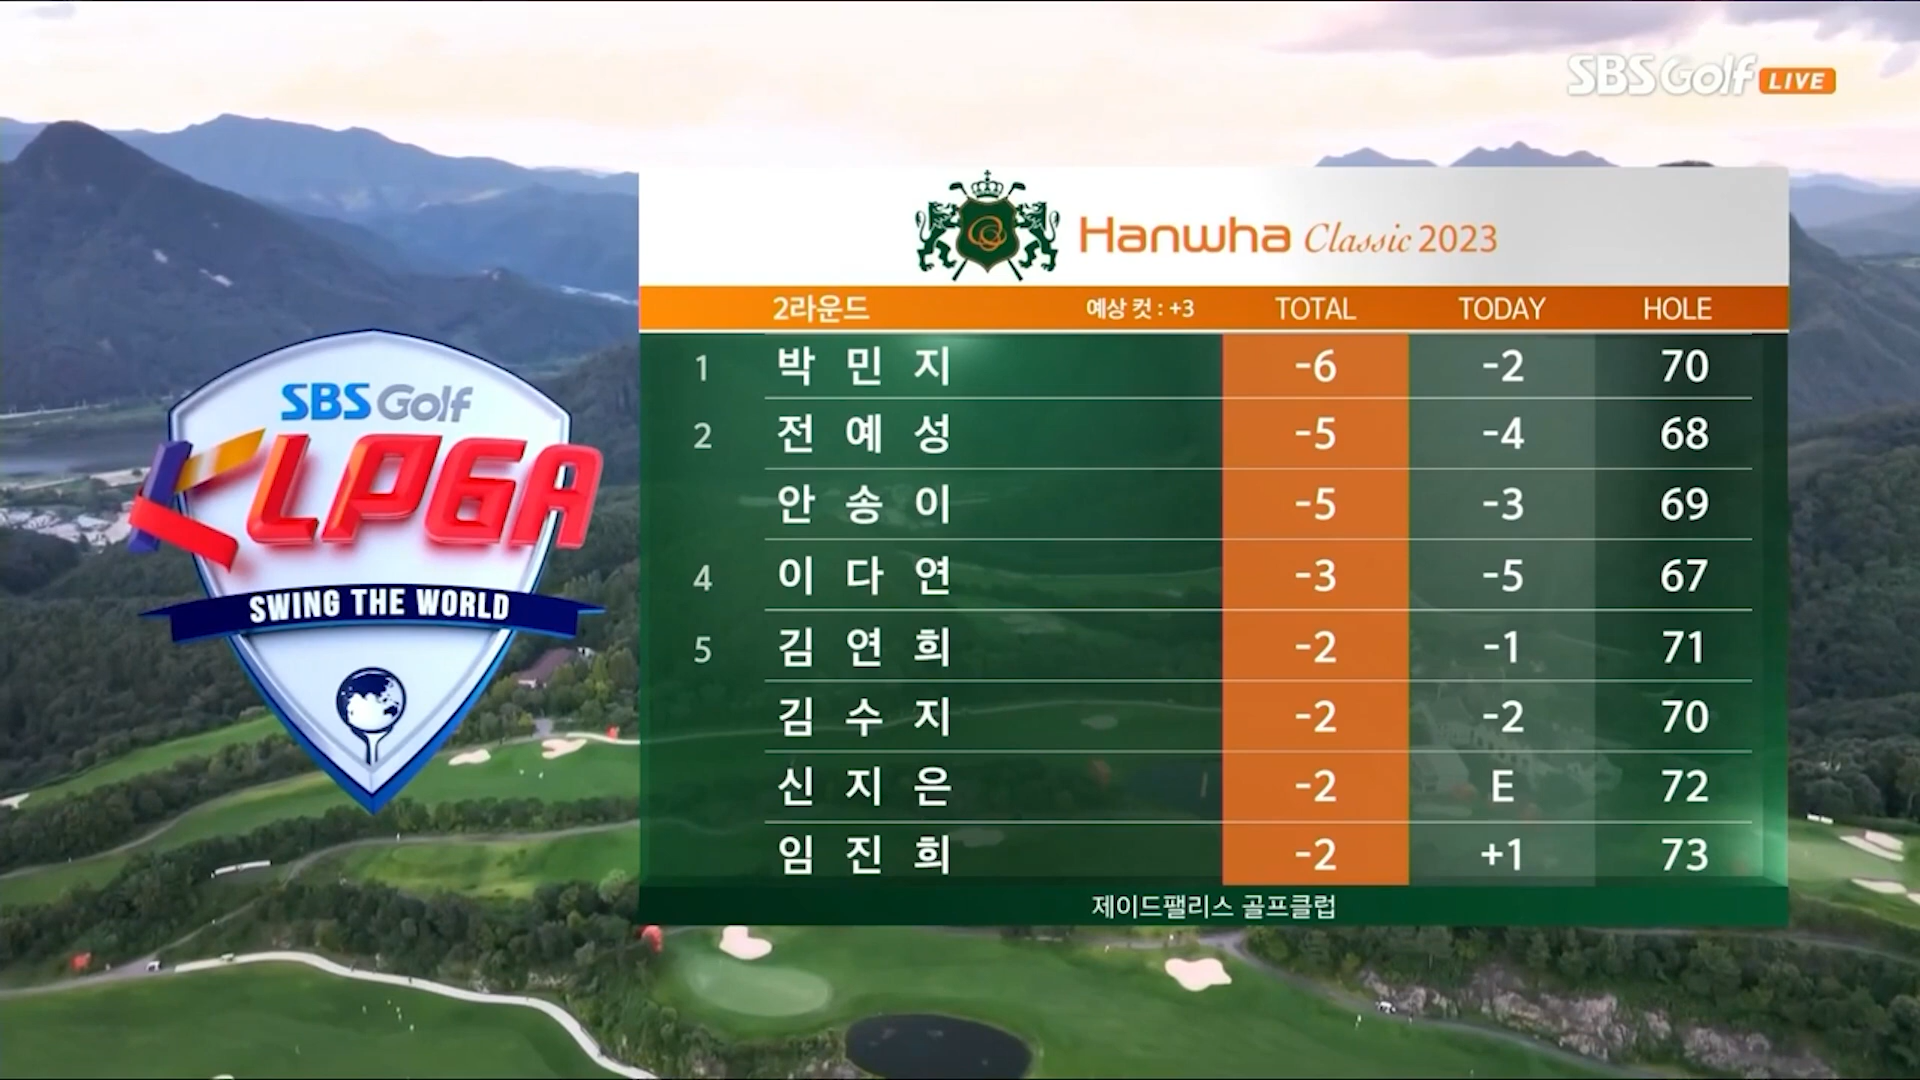 SBS Golf LIVE
Hanwha Classic 2023
2라운드 예상 컷 : +3 TOTAL TODAY HOLE
1 박민지 -6 -2 70
2 전예성 -5 -4 68
안송이 -5 -3 69
4 이다연 -3 -5 67
5 김연희 -2 -1 71
김수지 -2 -2 70
신지은 -2 E 72
임진희 -2 +1 73
제이드팰리스 골프클럽
SBS Golf
KLPGA
SWING THE WORLD